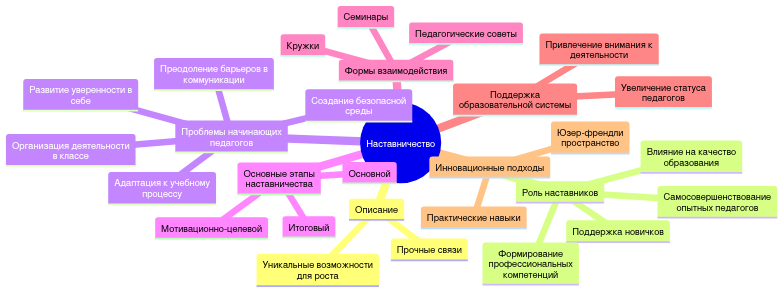 Наставничество
Формы взаимодействия
Кружки
Семинары
Педагогические советы
Поддержка
образовательной системы
Привлечение внимания к
деятельности
Увеличение статуса
педагогов
Инновационные подходы
Юзер-френдли
пространство
Практические навыки
Роль наставников
Влияние на качество
образования
Самосовершенствование
опытных педагогов
Поддержка новичков
Формирование
профессиональных
компетенций
Описание
Прочные связи
Уникальные возможности
для роста
Основные этапы
наставничества
Основной
Итоговый
Мотивационно-целевой
Проблемы начинающих
педагогов
Создание безопасной
среды
Преодоление барьеров в
коммуникации
Развитие уверенности в
себе
Организация деятельности
в классе
Адаптация к учебному
процессу